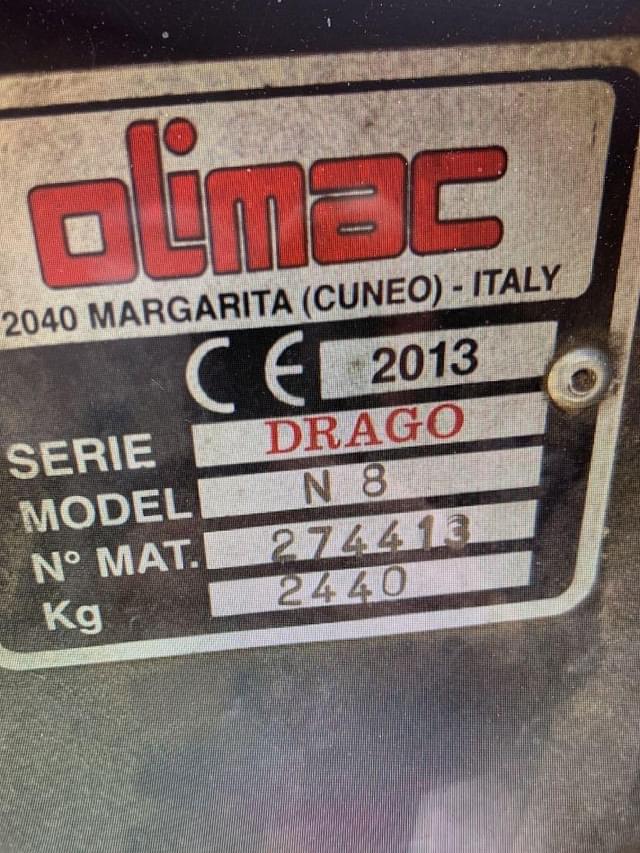 olimac
2040 MARGARITA (CUNEO) - ITALY
CE 2013
SERIE DRAGO
MODEL N 8
N° MAT. 274413
Kg 2440